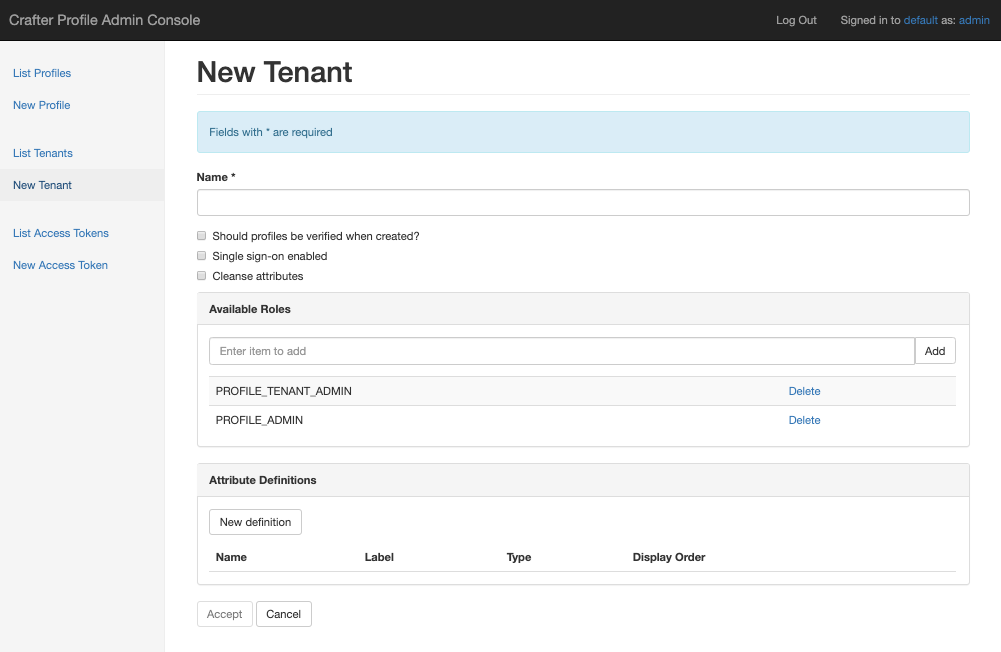 Crafter Profile Admin Console
Log Out Signed in to default as: admin
List Profiles
New Profile
List Tenants
New Tenant
List Access Tokens
New Access Token
New Tenant
Fields with * are required
Name *
Should profiles be verified when created?
Single sign-on enabled
Cleanse attributes
Available Roles
Enter item to add Add
PROFILE_TENANT_ADMIN Delete
PROFILE_ADMIN Delete
Attribute Definitions
New definition
Name Label Type Display Order
Accept Cancel